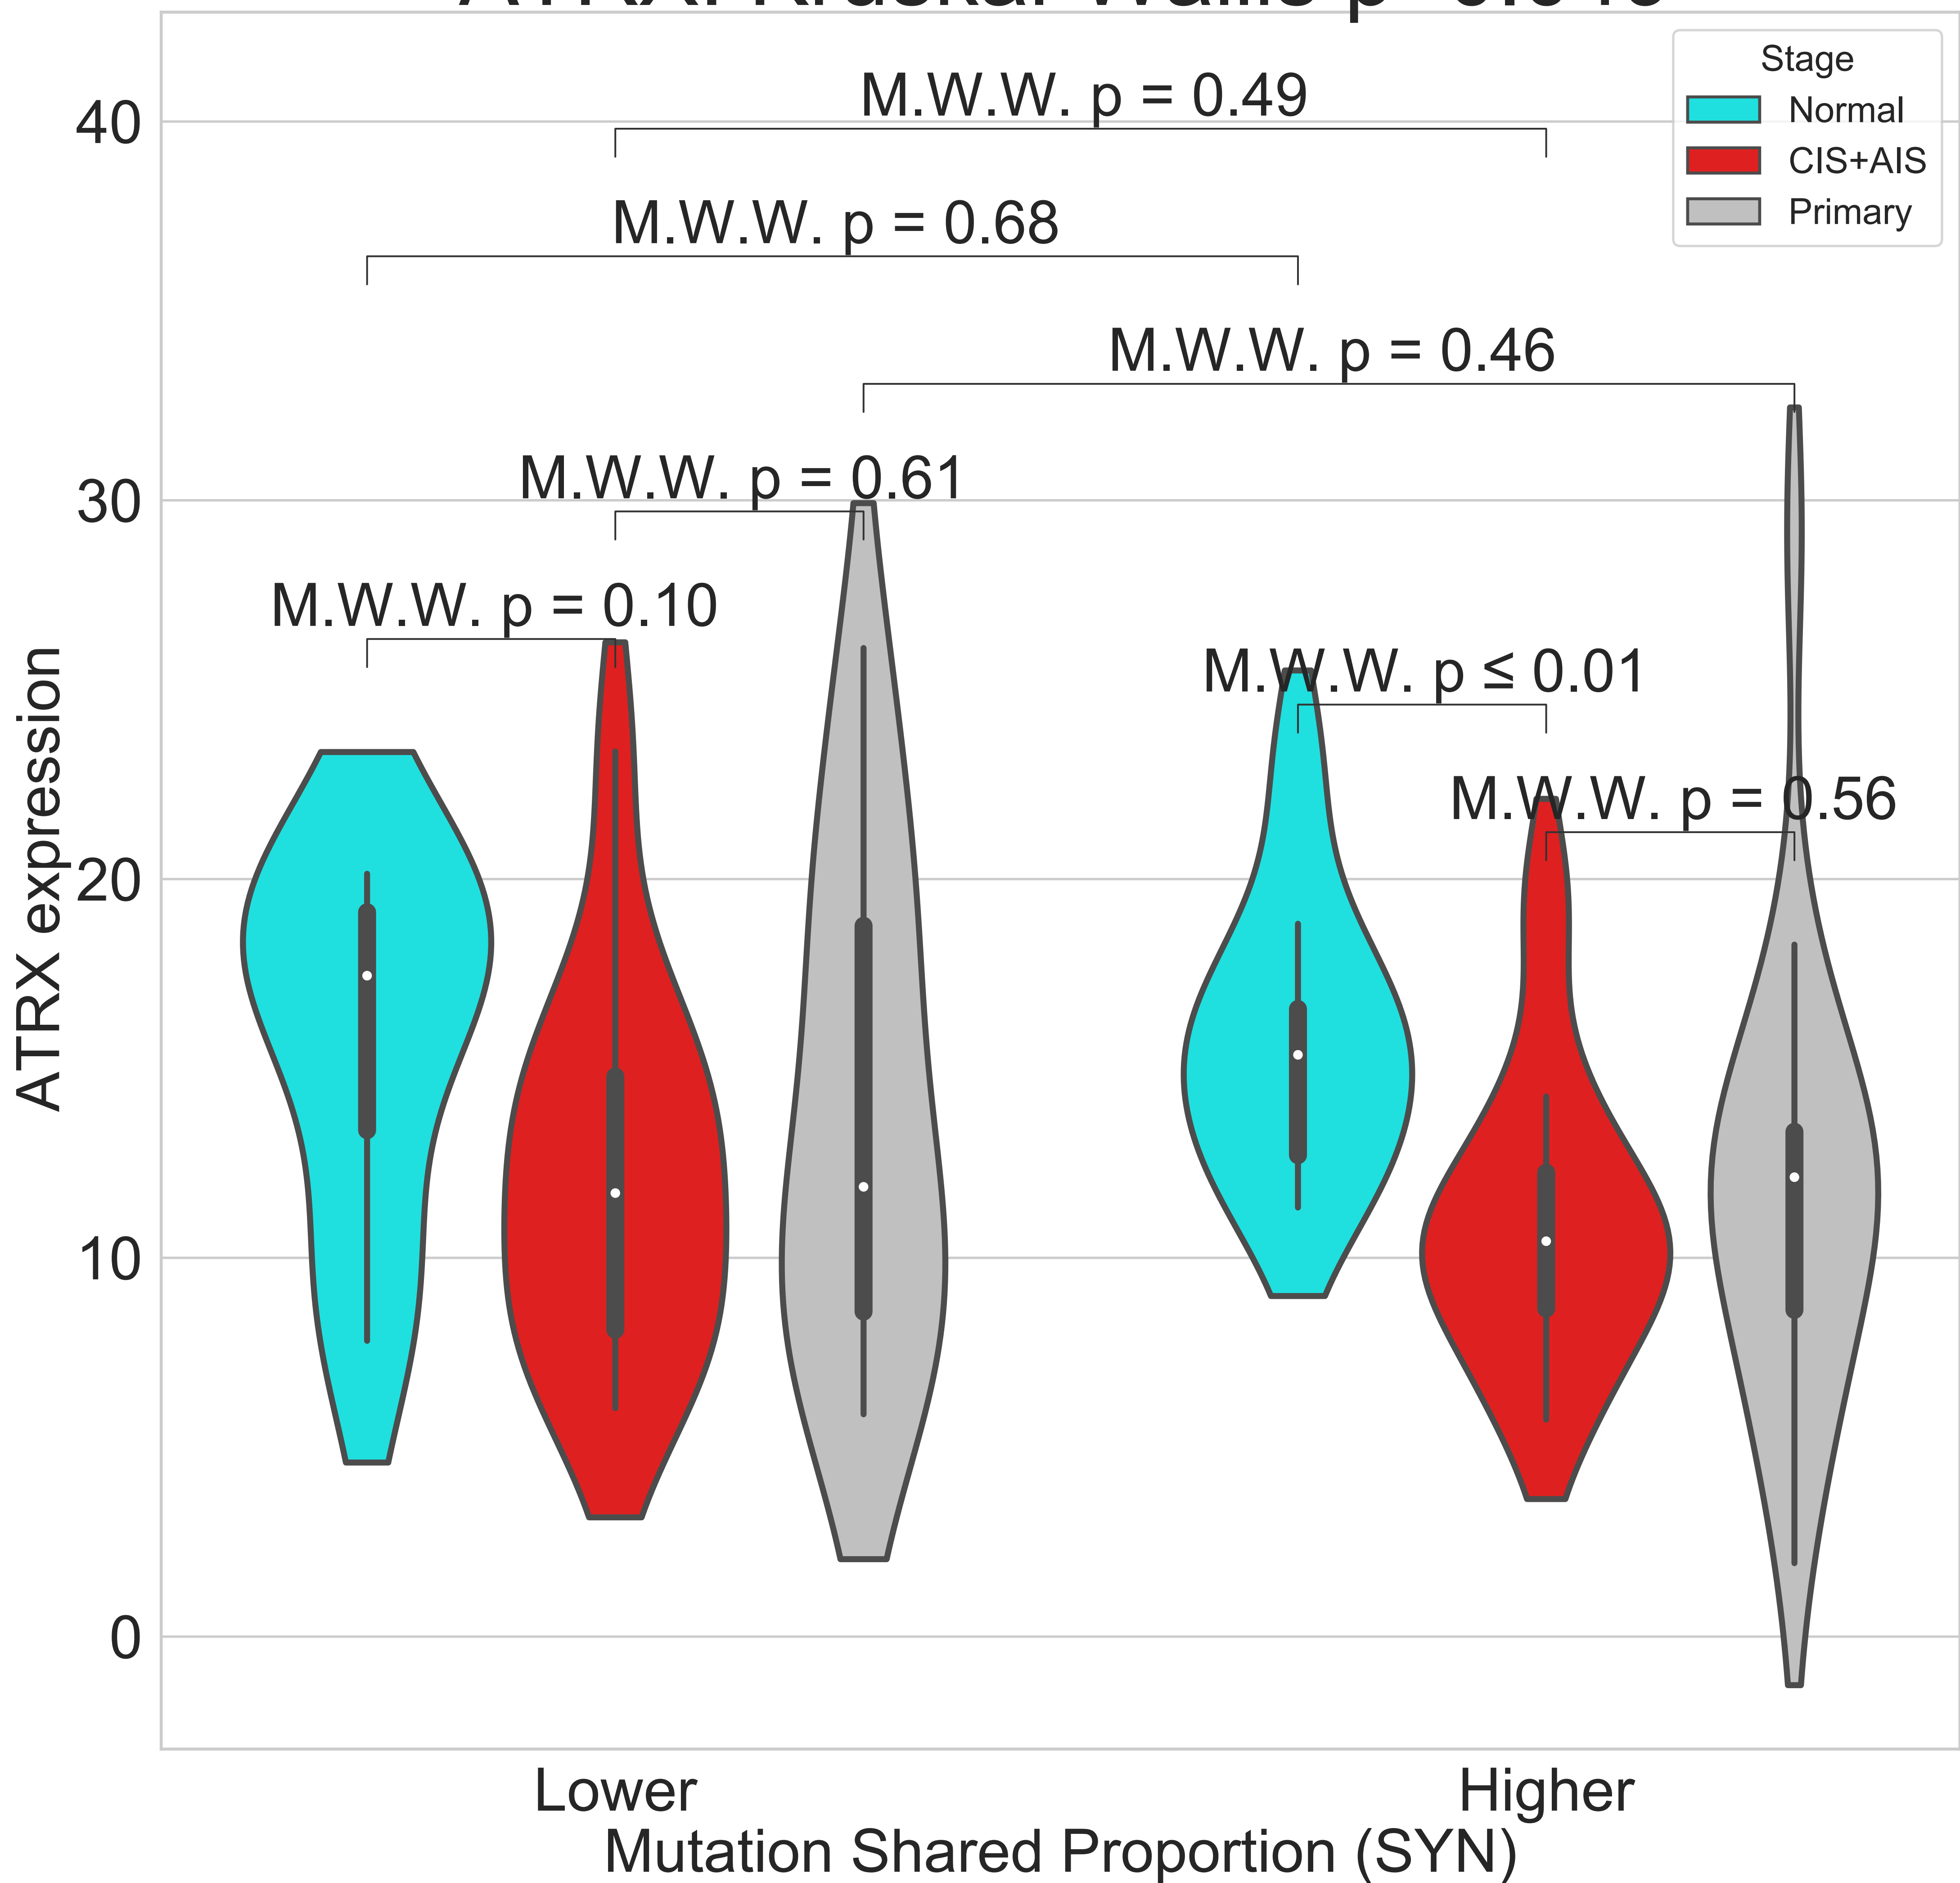 Stage
Normal
CIS+AIS
Primary
M.W.W. p = 0.49
M.W.W. p = 0.68
M.W.W. p = 0.46
M.W.W. p = 0.61
M.W.W. p = 0.10
M.W.W. p ≤ 0.01
M.W.W. p = 0.56
40
30
20
10
0
ATRX expression
Lower
Higher
Mutation Shared Proportion (SYN)